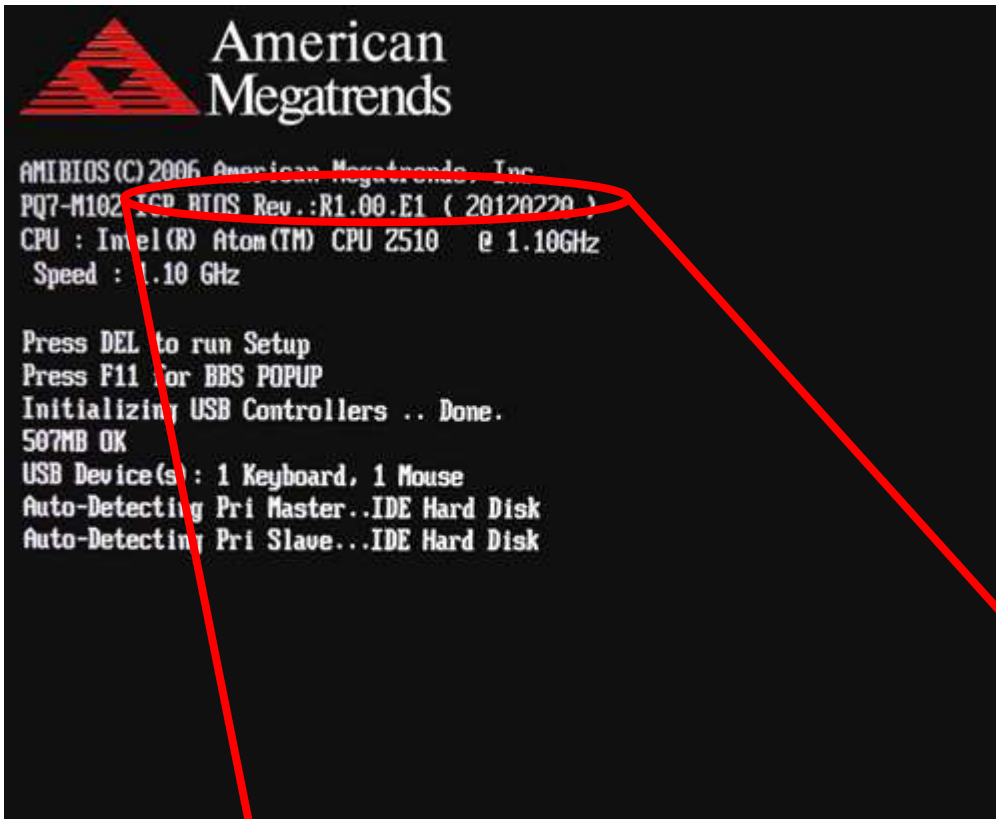 American
Megatrends
AMIBIOS(C)2006 American Megatrends, Inc.
PQ7-M102 IGP BIOS Rev.:R1.00.E1 ( 20120220 )
CPU : Intel(R) Atom(TM) CPU Z510 @ 1.10GHz
Speed : 1.10 GHz
Press DEL to run Setup
Press F11 for BBS POPUP
Initializing USB Controllers .. Done.
507MB OK
USB Device(s): 1 Keyboard, 1 Mouse
Auto-Detecting Pri Master..IDE Hard Disk
Auto-Detecting Pri Slave...IDE Hard Disk